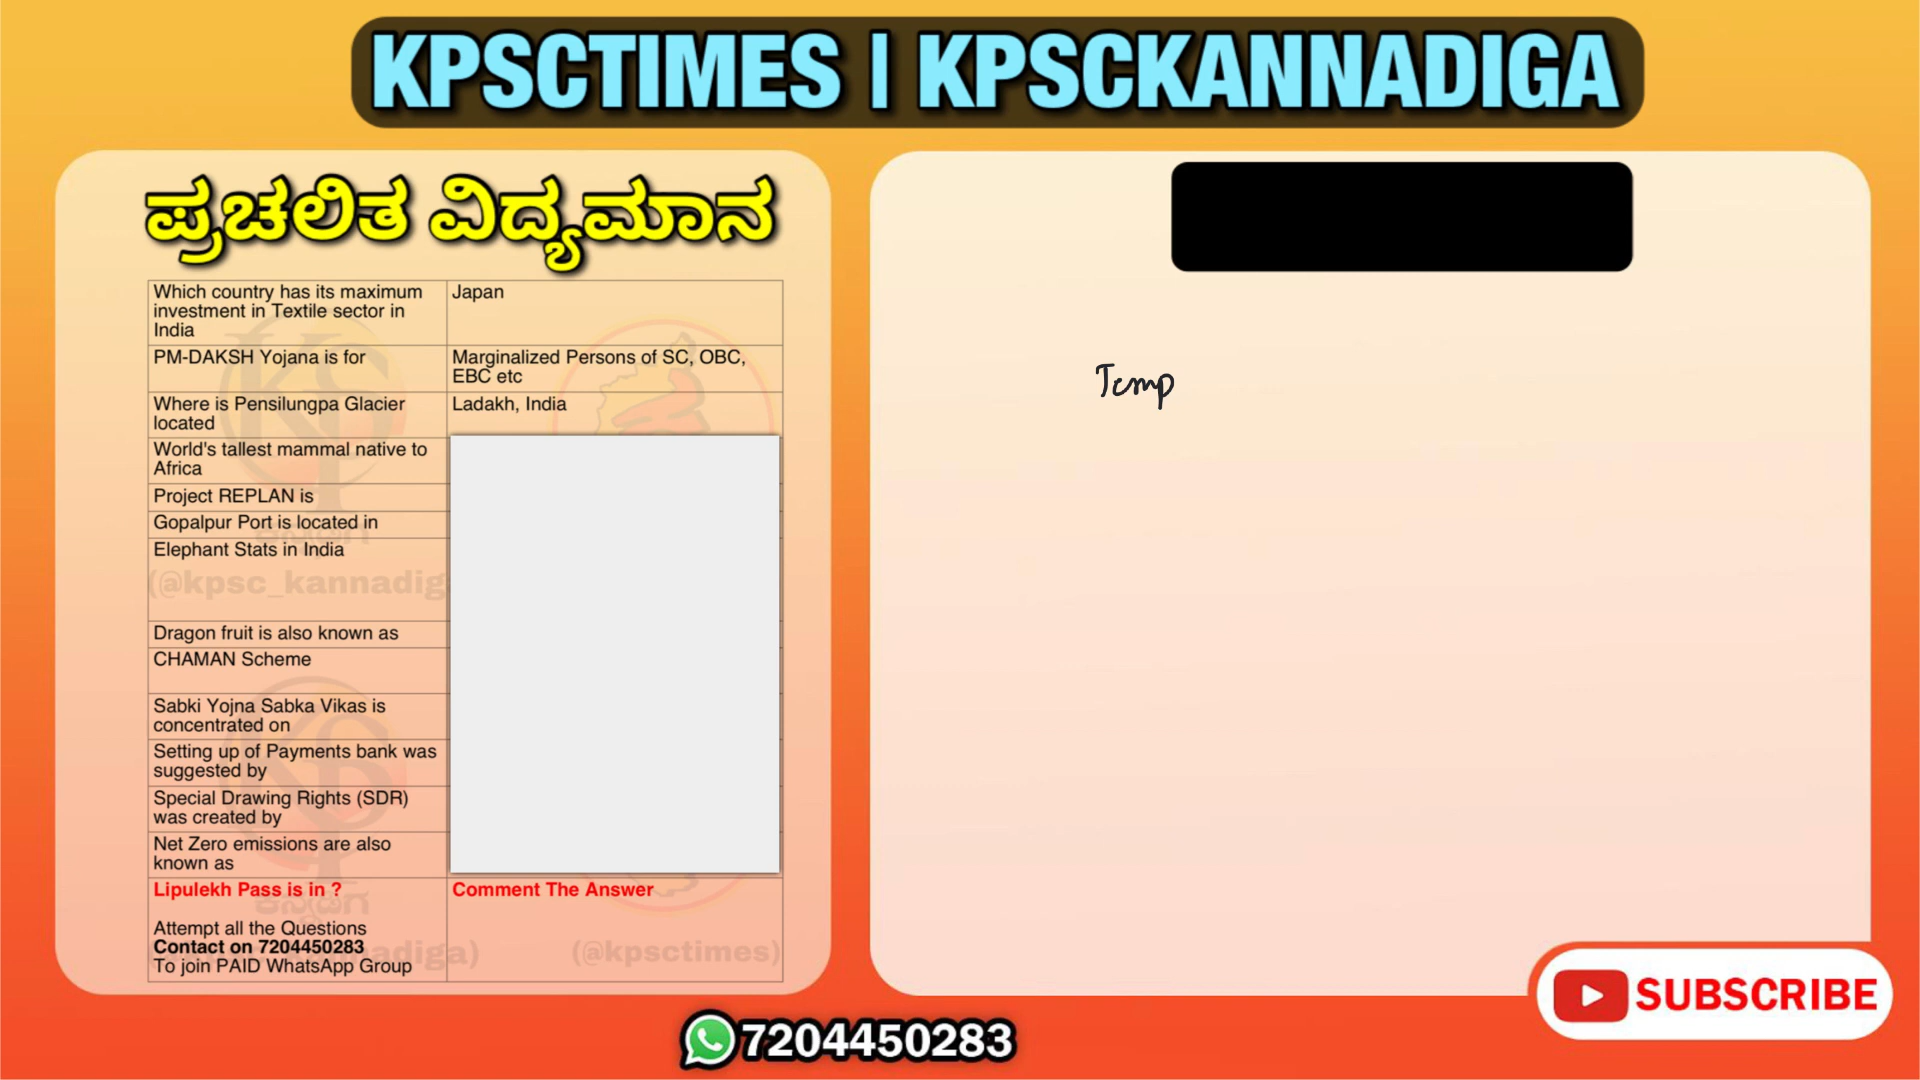 KPSCTIMES | KPSCKANNADIGA
ಪ್ರಚಲಿತ ವಿದ್ಯಮಾನ
Which country has its maximum investment in Textile sector in India
Japan
PM-DAKSH Yojana is for
Marginalized Persons of SC, OBC, EBC etc
Where is Pensilungpa Glacier located
Ladakh, India
World's tallest mammal native to Africa
Project REPLAN is
Gopalpur Port is located in
Elephant Stats in India
(@kpsc_kannadiga
Dragon fruit is also known as
CHAMAN Scheme
Sabki Yojna Sabka Vikas is concentrated on
Setting up of Payments bank was suggested by
Special Drawing Rights (SDR) was created by
Net Zero emissions are also known as
Lipulekh Pass is in ?
Comment The Answer
Attempt all the Questions
Contact on 7204450283
To join PAID WhatsApp Group
(@kpsctimes)
Temp
SUBSCRIBE
7204450283